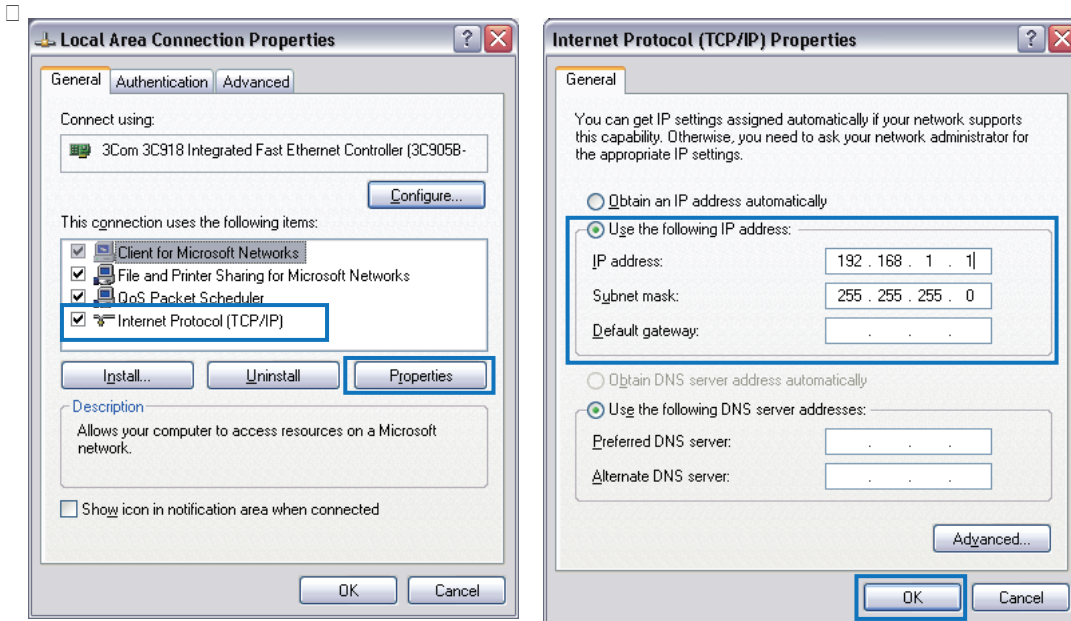 Local Area Connection Properties
General Authentication Advanced
Connect using:
3Com 3C918 Integrated Fast Ethernet Controller (3C905B-
Configure...
This connection uses the following items:
Client for Microsoft Networks
File and Printer Sharing for Microsoft Networks
QoS Packet Scheduler
Internet Protocol (TCP/IP)
Install... Uninstall Properties
Description
Allows your computer to access resources on a Microsoft
network.
Show icon in notification area when connected
OK Cancel
Internet Protocol (TCP/IP) Properties
General
You can get IP settings assigned automatically if your network supports
this capability. Otherwise, you need to ask your network administrator for
the appropriate IP settings.
Obtain an IP address automatically
Use the following IP address:
IP address: 192 . 168 . 1 . 1
Subnet mask: 255 . 255 . 255 . 0
Default gateway: . . .
Obtain DNS server address automatically
Use the following DNS server addresses:
Preferred DNS server: . . .
Alternate DNS server: . . .
Advanced...
OK Cancel